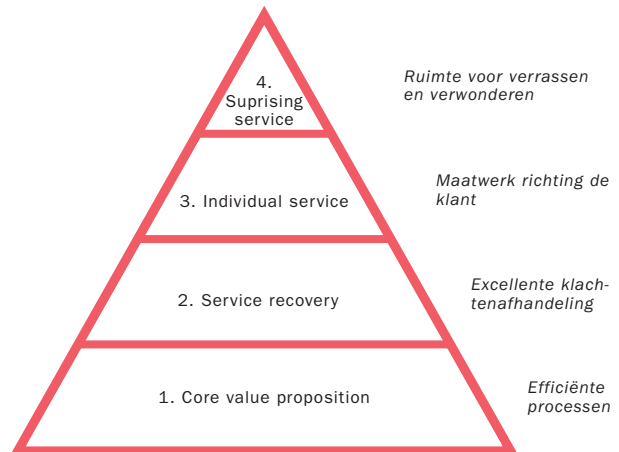 4.
Suprising
service
Ruimte voor verrassen
en verwonderen
3. Individual service
Maatwerk richting de
klant
2. Service recovery
Excellente klach-
tenafhandeling
1. Core value proposition
Efficiënte
processen